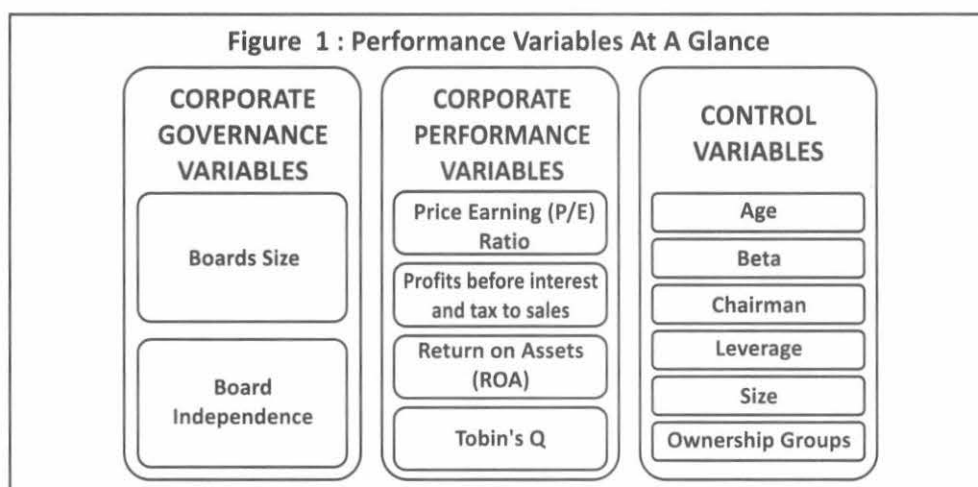 Figure 1 : Performance Variables At A Glance
CORPORATE
GOVERNANCE
VARIABLES
Boards Size
Board
Independence
CORPORATE
PERFORMANCE
VARIABLES
Price Earning (P/E)
Ratio
Profits before interest
and tax to sales
Return on Assets
(ROA)
Tobin's Q
CONTROL
VARIABLES
Age
Beta
Chairman
Leverage
Size
Ownership Groups